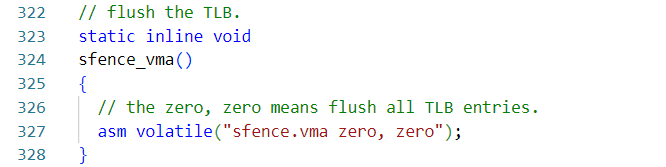 322 // flush the TLB.
323 static inline void
324 sfence_vma()
325 {
326   // the zero, zero means flush all TLB entries.
327   asm volatile("sfence.vma zero, zero");
328 }